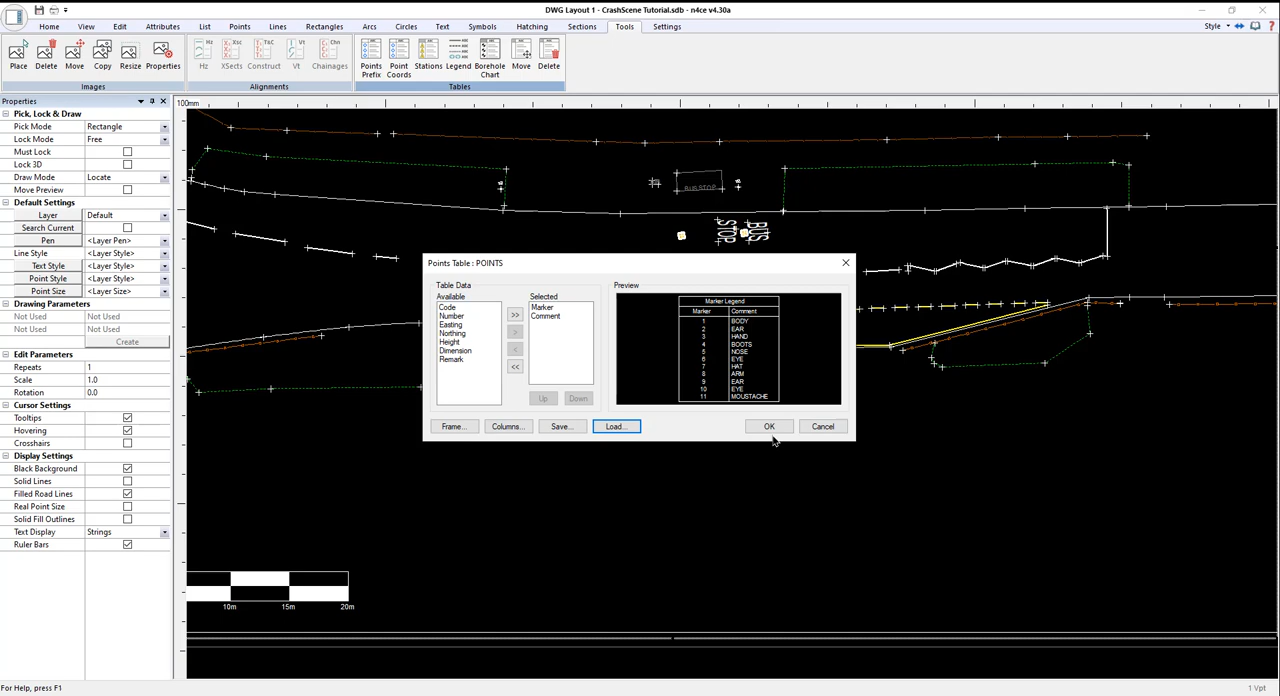 DWG Layout 1 - CrashScene Tutorial.sdb - n4ce v4.30a
Home View Edit Attributes List Points Lines Rectangles Arcs Circles Text Symbols Hatching Sections Tools Settings Style ?
Place Delete Move Copy Resize Properties Hz XSects Construct Vt Chainages Points Prefix Point Coords Stations Legend Borehole Chart Move Delete
Images Alignments Tables
Properties
100mm
Pick, Lock & Draw
Pick Mode Rectangle
Lock Mode Free
Must Lock
Lock 3D
Draw Mode Locate
Move Preview
Default Settings
Layer Default
Search Current
Pen <Layer Pen>
Line Style <Layer Style>
Text Style <Layer Style>
Point Style <Layer Style>
Point Size <Layer Size>
Drawing Parameters
Not Used Not Used
Not Used Not Used
Create
Edit Parameters
Repeats 1
Scale 1.0
Rotation 0.0
Cursor Settings
Tooltips
Hovering
Crosshairs
Display Settings
Black Background
Solid Lines
Filled Road Lines
Real Point Size
Solid Fill Outlines
Text Display Strings
Ruler Bars
BUS STOP
BUS
STOP
Points Table : POINTS
Table Data
Available
Code
Number
Easting
Northing
Height
Dimension
Remark
>>
>
<
<<
Selected
Marker
Comment
Up Down
Preview
Marker Legend
Marker Comment
1 BODY
2 EAR
3 HAND
4 BOOTS
5 NOSE
6 EYE
7 HAT
8 ARM
9 EAR
10 EYE
11 MOUSTACHE
Frame... Columns... Save... Load... OK Cancel
10m 15m 20m
For Help, press F1
1 Vpt